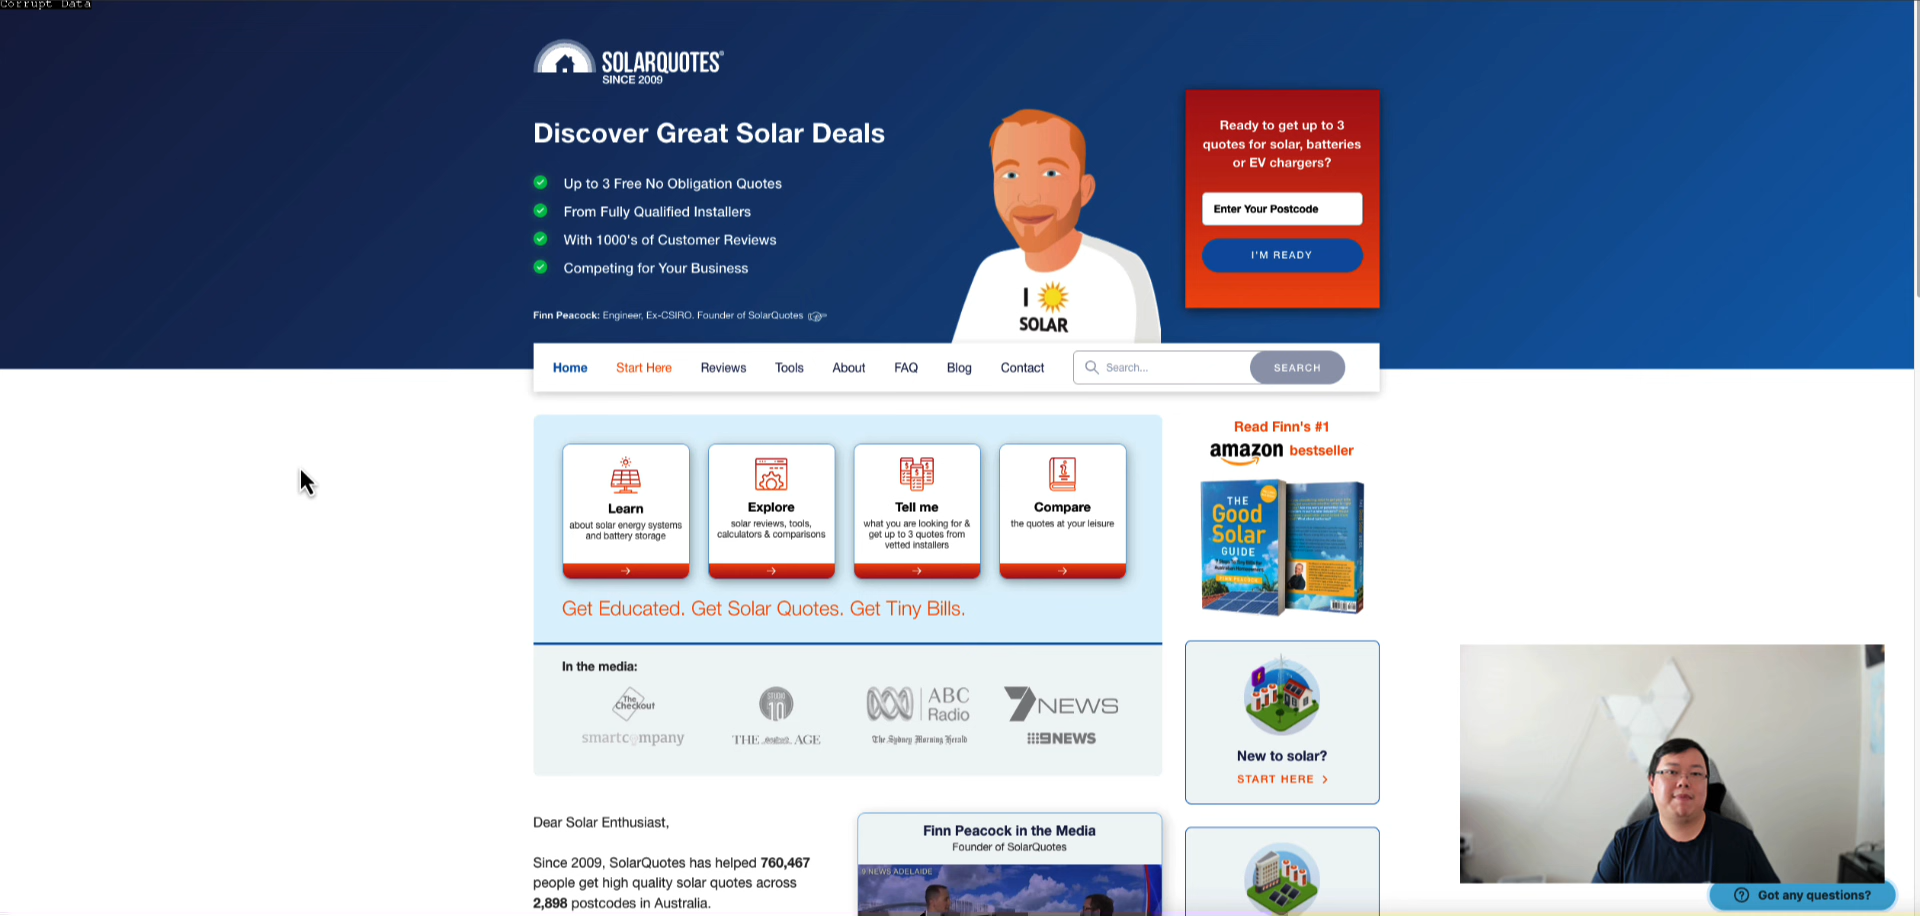 Corrupt Data
SOLARQUOTES®
SINCE 2009
Discover Great Solar Deals
Up to 3 Free No Obligation Quotes
From Fully Qualified Installers
With 1000's of Customer Reviews
Competing for Your Business
Finn Peacock: Engineer, Ex-CSIRO. Founder of SolarQuotes
I
SOLAR
Ready to get up to 3
quotes for solar, batteries
or EV chargers?
Enter Your Postcode
I'M READY
Home Start Here Reviews Tools About FAQ Blog Contact Search... SEARCH
Learn
about solar energy systems
and battery storage
Explore
solar reviews, tools,
calculators & comparisons
Tell me
what you are looking for &
get up to 3 quotes from
vetted installers
Compare
the quotes at your leisure
Get Educated. Get Solar Quotes. Get Tiny Bills.
In the media:
The Checkout
STUDIO 10
ABC Radio
7NEWS
smartcompany
THE AGE
The Sydney Morning Herald
9NEWS
Read Finn's #1
amazon bestseller
THE
Good
Solar
GUIDE
FINN PEACOCK
New to solar?
START HERE >
Dear Solar Enthusiast,
Since 2009, SolarQuotes has helped 760,467
people get high quality solar quotes across
2,898 postcodes in Australia.
Finn Peacock in the Media
Founder of SolarQuotes
9 NEWS ADELAIDE
Got any questions?